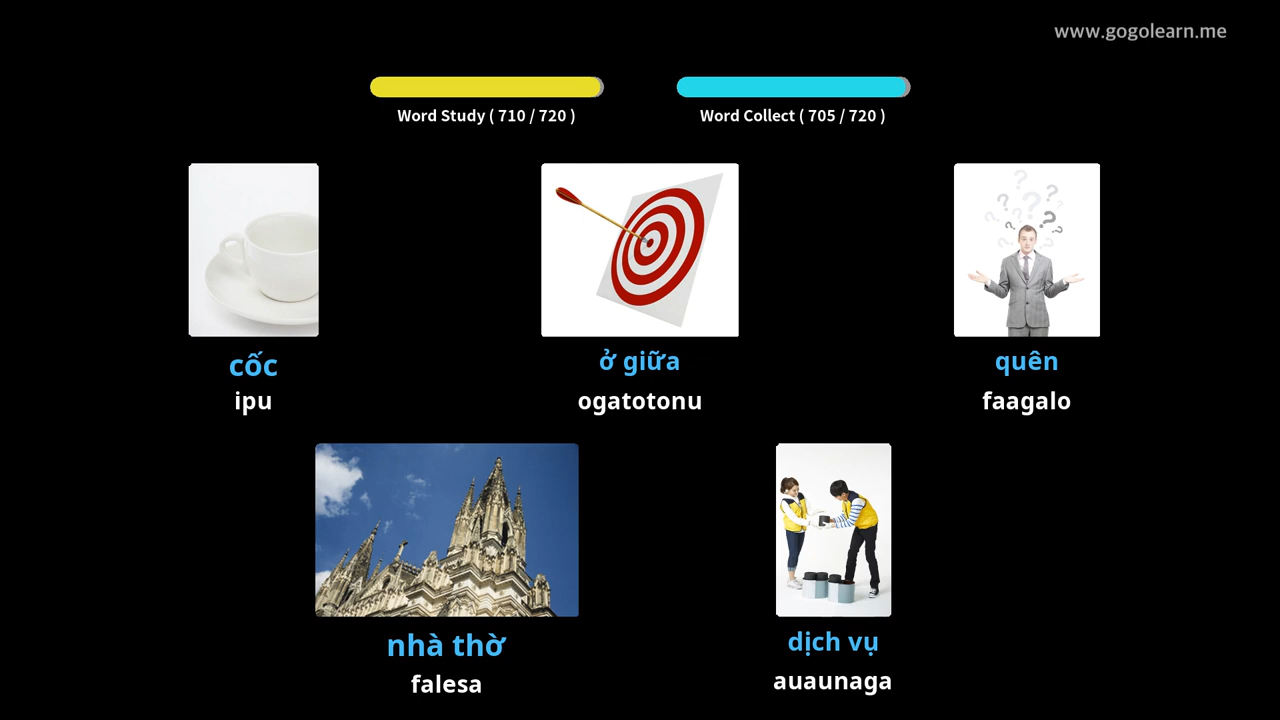 www.gogolearn.me
Word Study ( 710 / 720 )
Word Collect ( 705 / 720 )
cốc
ipu
ở giữa
ogatotonu
quên
faagalo
nhà thờ
falesa
dịch vụ
auaunaga